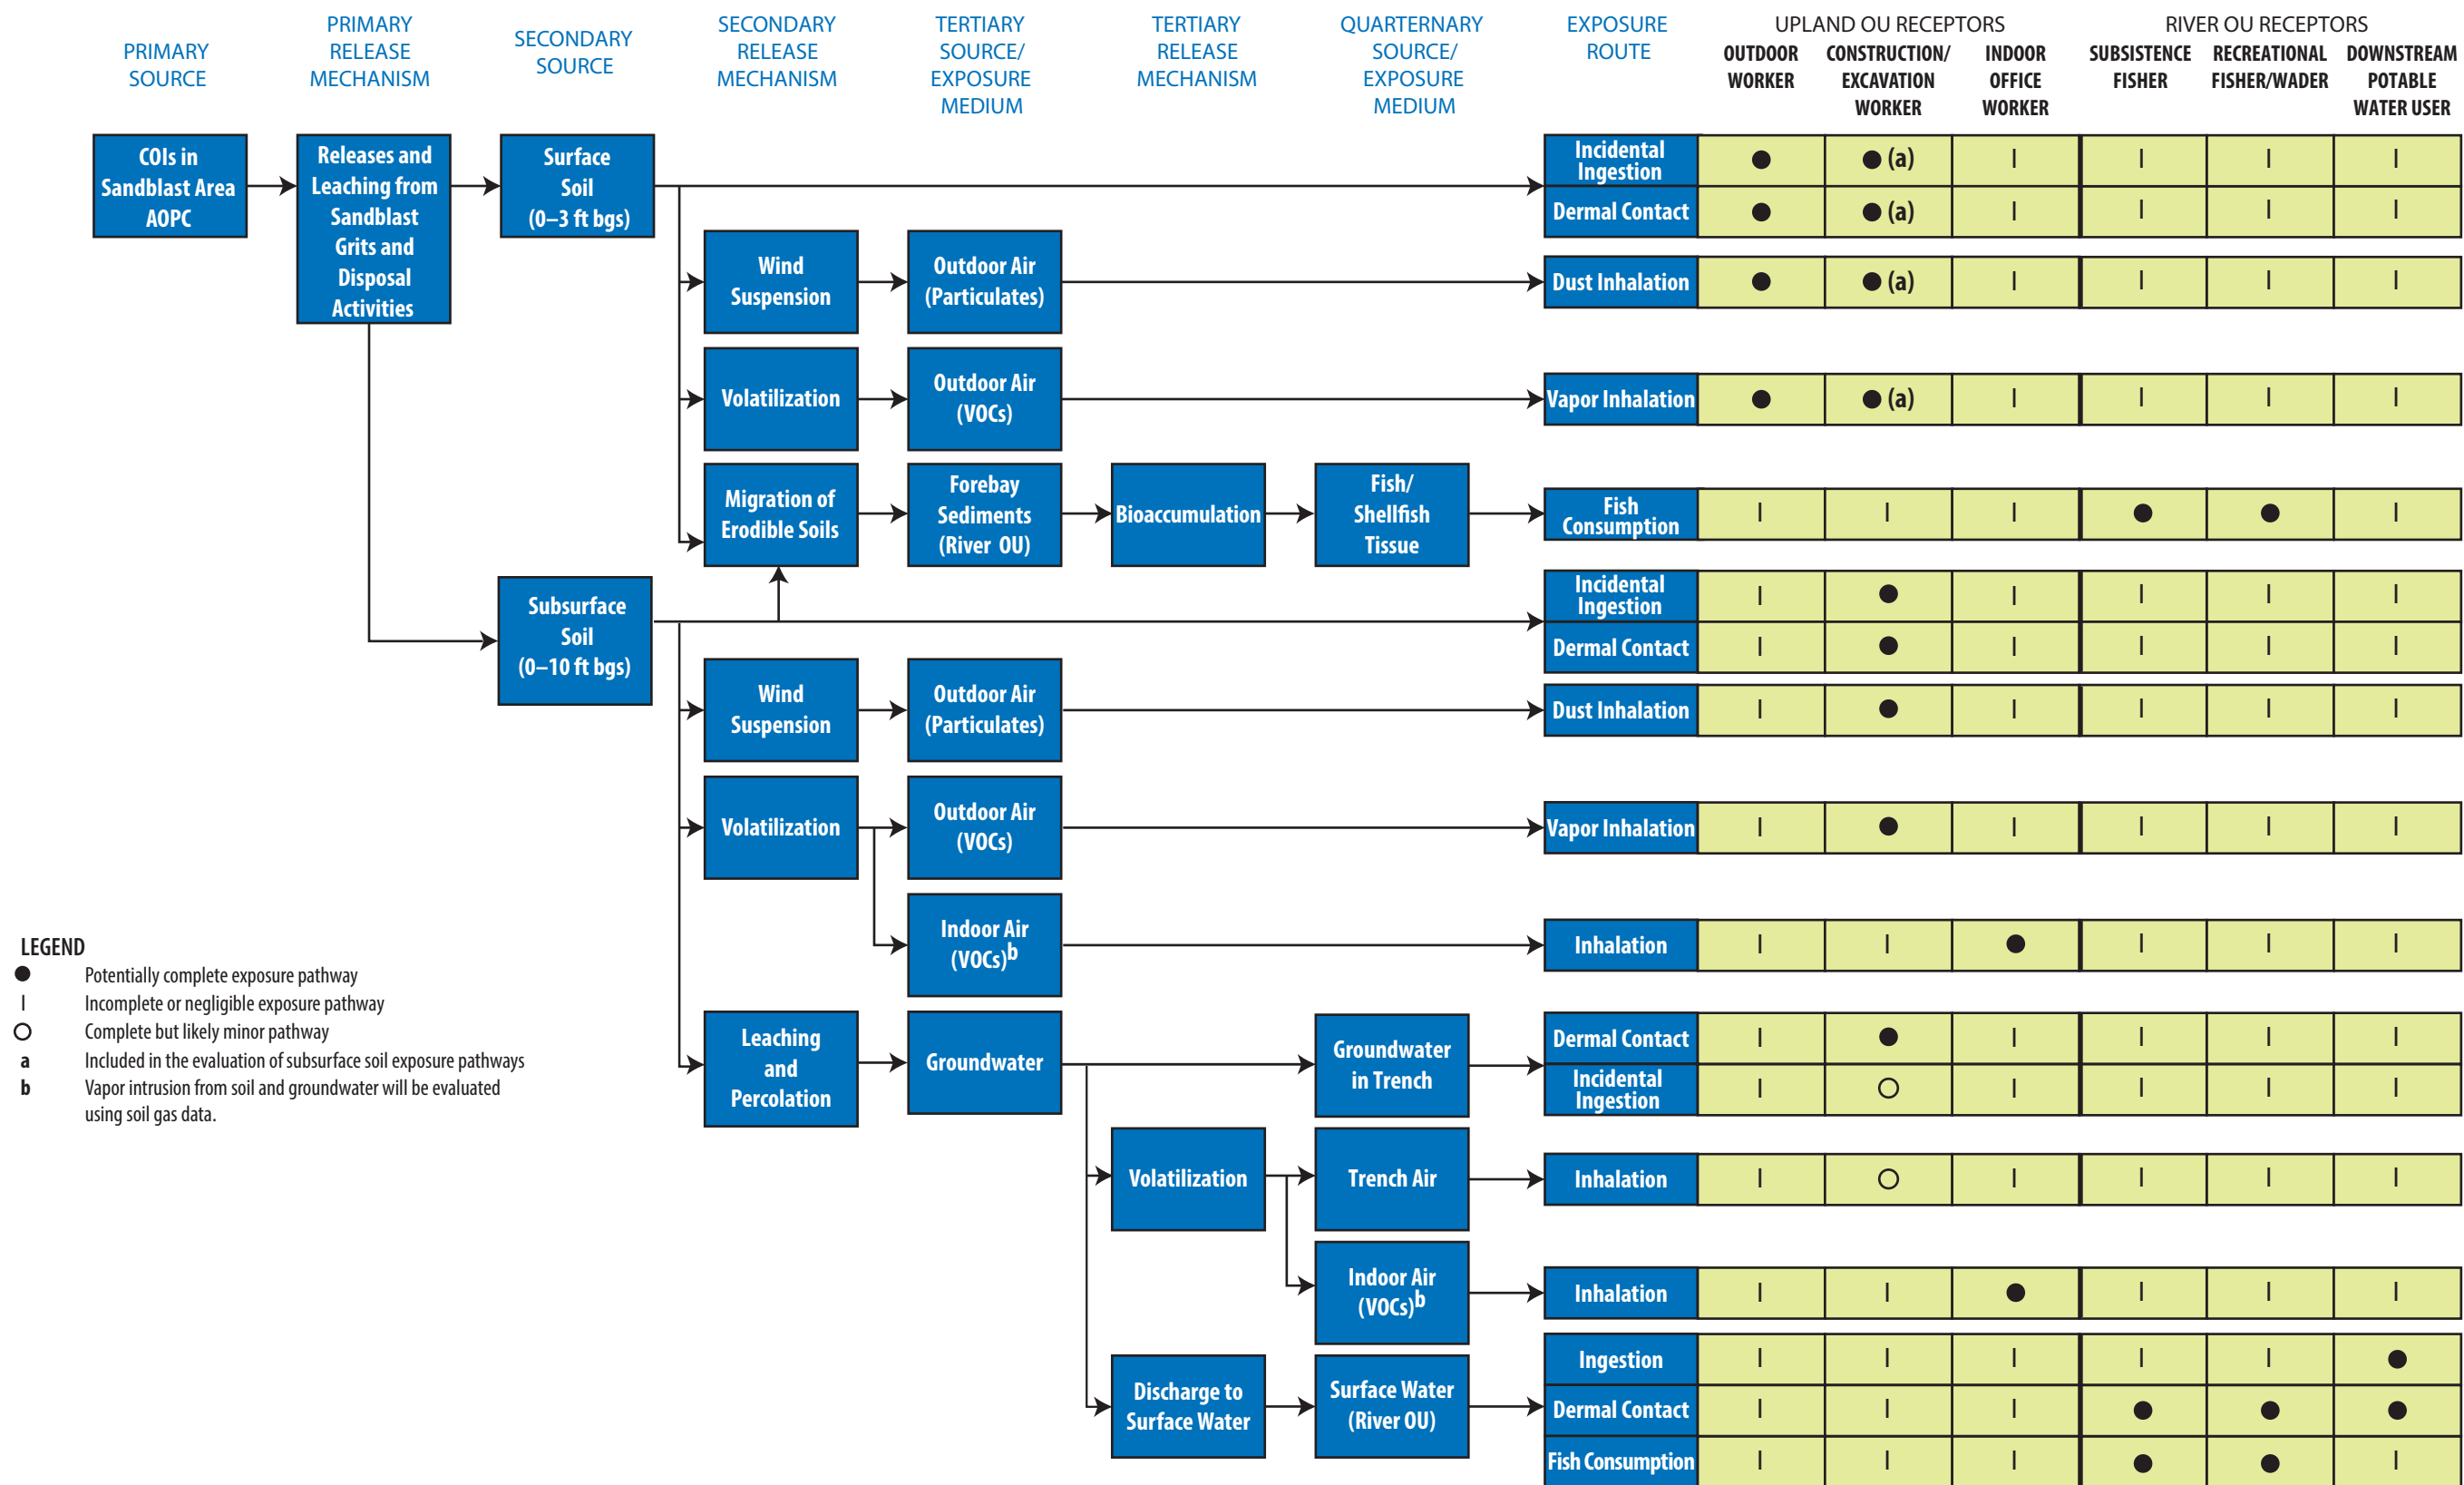 PRIMARY
SOURCE
PRIMARY
RELEASE
MECHANISM
SECONDARY
SOURCE
SECONDARY
RELEASE
MECHANISM
TERTIARY
SOURCE/
EXPOSURE
MEDIUM
TERTIARY
RELEASE
MECHANISM
QUARTERNARY
SOURCE/
EXPOSURE
MEDIUM
EXPOSURE
ROUTE
UPLAND OU RECEPTORS
OUTDOOR
WORKER
CONSTRUCTION/
EXCAVATION
WORKER
INDOOR
OFFICE
WORKER
RIVER OU RECEPTORS
SUBSISTENCE
FISHER
RECREATIONAL
FISHER/WADER
DOWNSTREAM
POTABLE
WATER USER
COIs in
Sandblast Area
AOPC
Releases and
Leaching from
Sandblast
Grits and
Disposal
Activities
Surface
Soil
(0–3 ft bgs)
Incidental
Ingestion
● ● (a) I I I I
Dermal Contact
● ● (a) I I I I
Wind
Suspension
Outdoor Air
(Particulates)
Dust Inhalation
● ● (a) I I I I
Volatilization
Outdoor Air
(VOCs)
Vapor Inhalation
● ● (a) I I I I
Migration of
Erodible Soils
Forebay
Sediments
(River OU)
Bioaccumulation
Fish/
Shellfish
Tissue
Fish
Consumption
I I I ● ● I
Subsurface
Soil
(0–10 ft bgs)
Incidental
Ingestion
I ● I I I I
Dermal Contact
I ● I I I I
Wind
Suspension
Outdoor Air
(Particulates)
Dust Inhalation
I ● I I I I
Volatilization
Outdoor Air
(VOCs)
Vapor Inhalation
I ● I I I I
Indoor Air
(VOCs)b
Inhalation
I I ● I I I
Leaching
and
Percolation
Groundwater
Groundwater
in Trench
Dermal Contact
I ● I I I I
Incidental
Ingestion
I ○ I I I I
Volatilization
Trench Air
Inhalation
I ○ I I I I
Indoor Air
(VOCs)b
Inhalation
I I ● I I I
Discharge to
Surface Water
Surface Water
(River OU)
Ingestion
I I I I I ●
Dermal Contact
I I I ● ● ●
Fish Consumption
I I I ● ● I
LEGEND
● Potentially complete exposure pathway
I Incomplete or negligible exposure pathway
○ Complete but likely minor pathway
a Included in the evaluation of subsurface soil exposure pathways
b Vapor intrusion from soil and groundwater will be evaluated
using soil gas data.